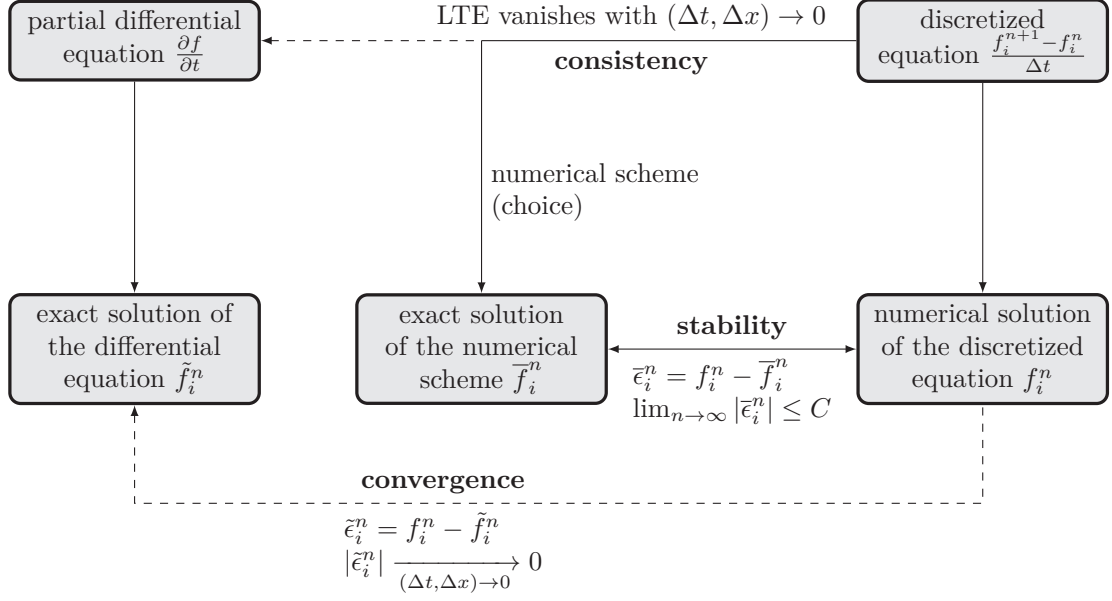 partial differential
equation ∂f/∂t
LTE vanishes with (Δt, Δx) → 0
consistency
discretized
equation (f_i^{n+1} − f_i^n)/Δt
numerical scheme
(choice)
exact solution of
the differential
equation f̃_i^n
exact solution
of the numerical
scheme f̅_i^n
stability
ϵ̅_i^n = f_i^n − f̅_i^n
lim_{n→∞} |ϵ̅_i^n| ≤ C
numerical solution
of the discretized
equation f_i^n
convergence
ϵ̃_i^n = f_i^n − f̃_i^n
|ϵ̃_i^n| ⟶ 0
(Δt,Δx)→0